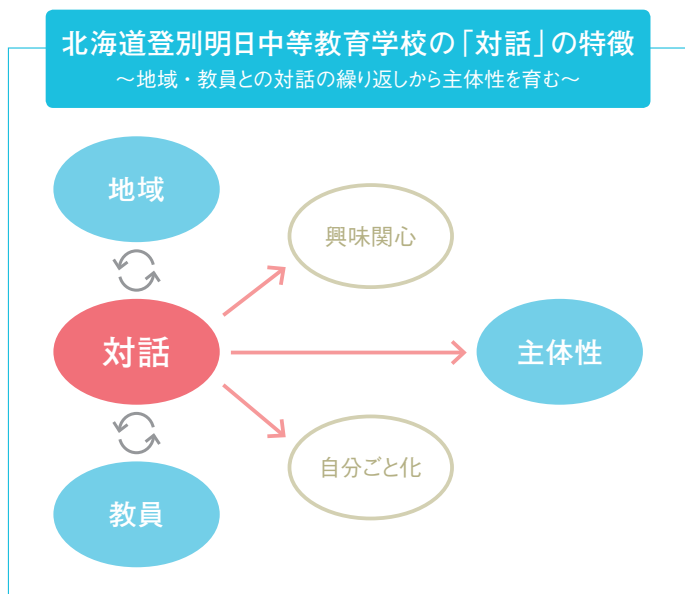 北海道登別明日中等教育学校の「対話」の特徴
～地域・教員との対話の繰り返しから主体性を育む～
地域
興味関心
対話
主体性
自分ごと化
教員